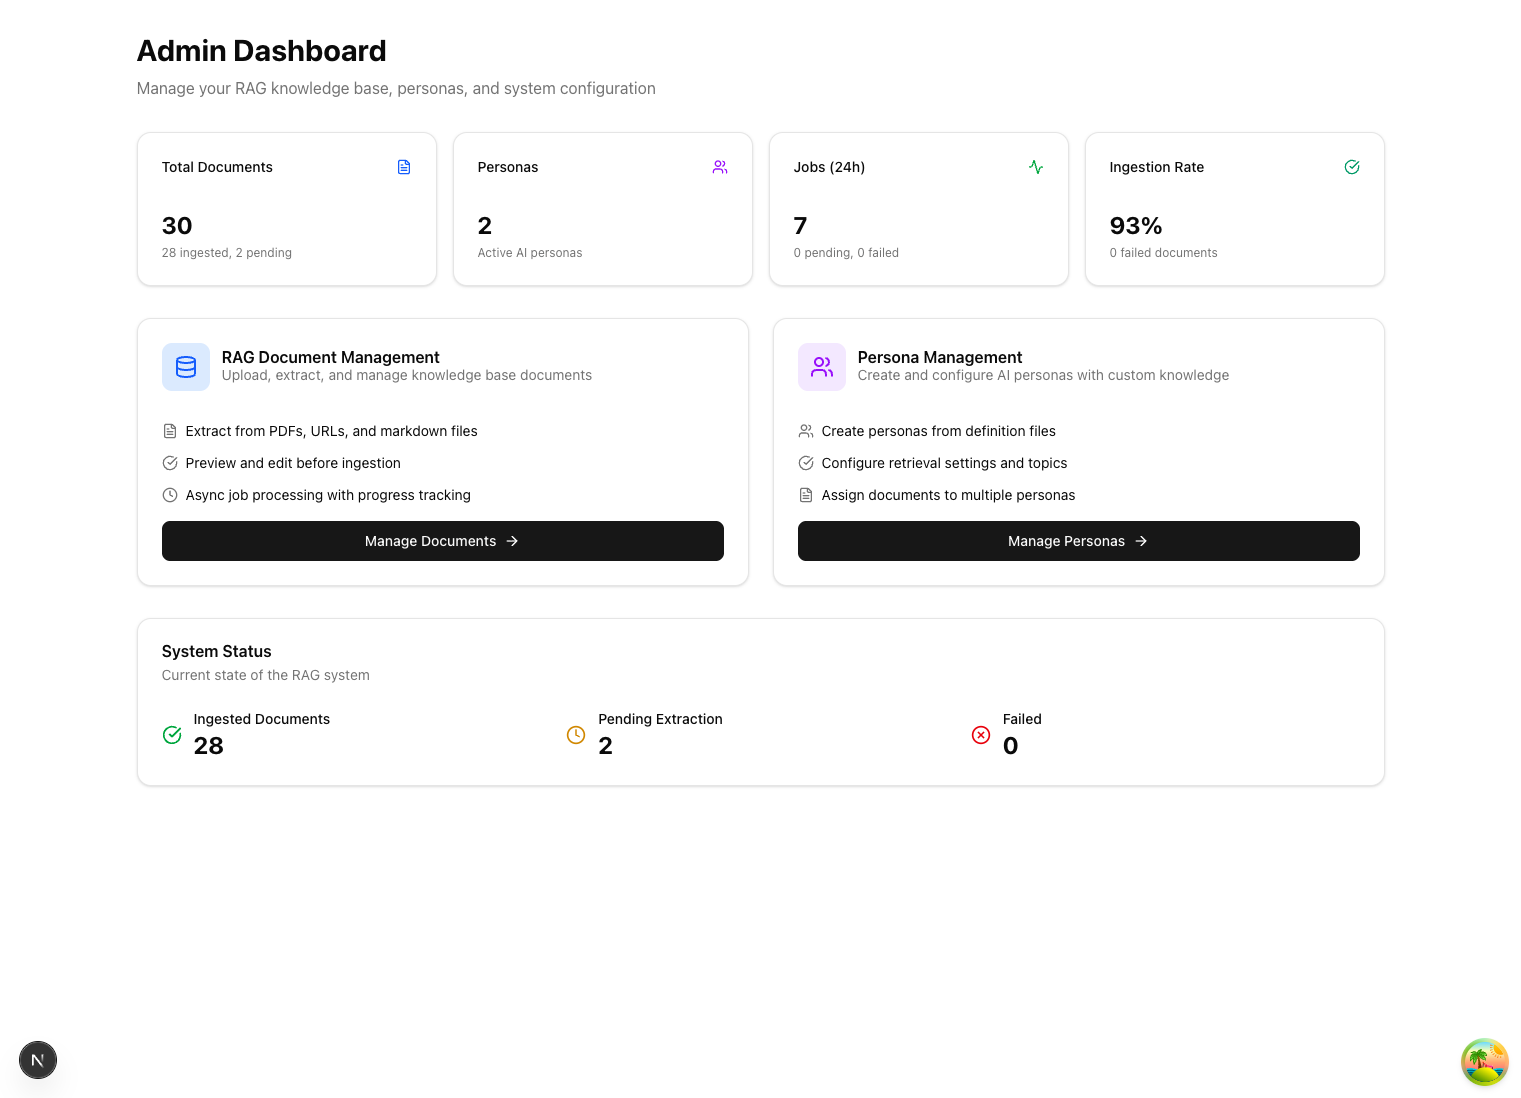 Admin Dashboard
Manage your RAG knowledge base, personas, and system configuration
Total Documents
30
28 ingested, 2 pending
Personas
2
Active AI personas
Jobs (24h)
7
0 pending, 0 failed
Ingestion Rate
93%
0 failed documents
RAG Document Management
Upload, extract, and manage knowledge base documents
Extract from PDFs, URLs, and markdown files
Preview and edit before ingestion
Async job processing with progress tracking
Manage Documents
Persona Management
Create and configure AI personas with custom knowledge
Create personas from definition files
Configure retrieval settings and topics
Assign documents to multiple personas
Manage Personas
System Status
Current state of the RAG system
Ingested Documents
28
Pending Extraction
2
Failed
0
N